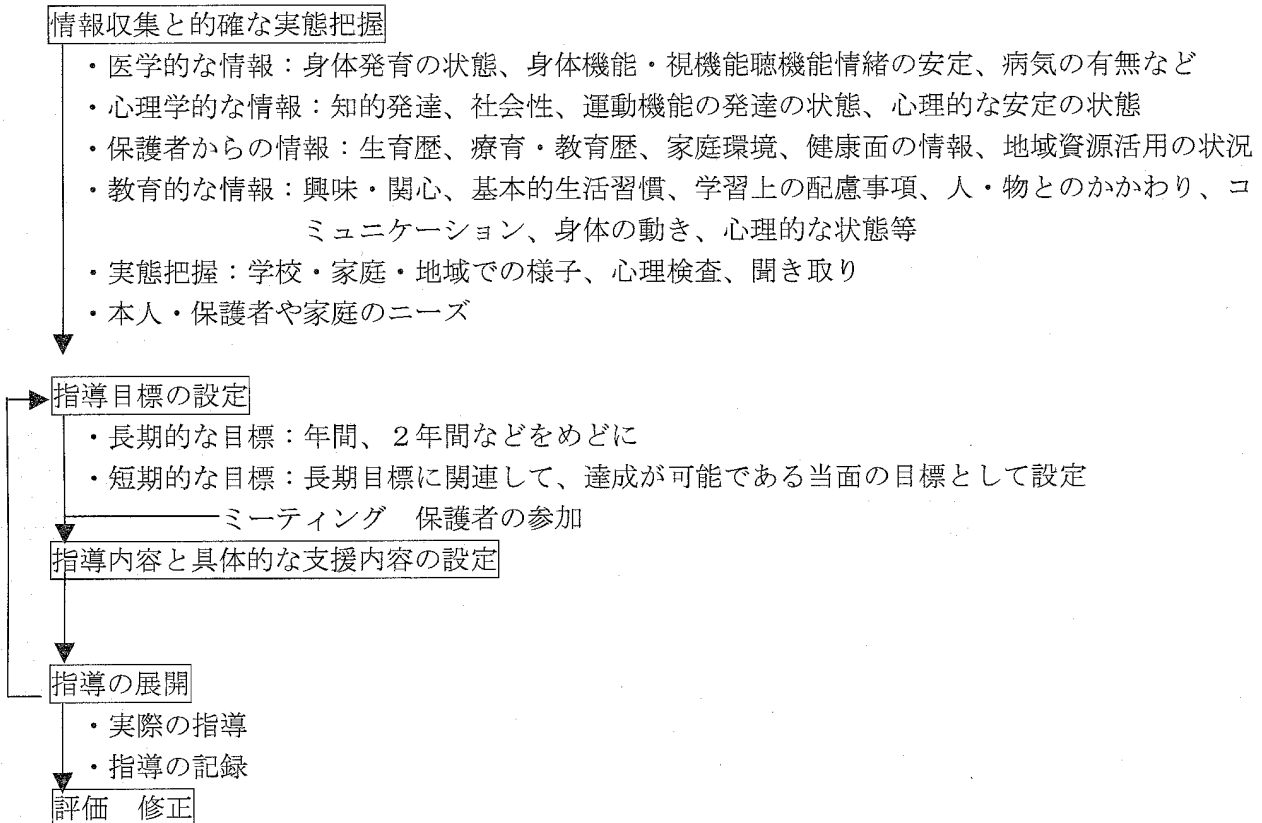 情報収集と的確な実態把握
・医学的な情報：身体発育の状態、身体機能・視機能聴機能情緒の安定、病気の有無など
・心理学的な情報：知的発達、社会性、運動機能の発達の状態、心理的な安定の状態
・保護者からの情報：生育歴、療育・教育歴、家庭環境、健康面の情報、地域資源活用の状況
・教育的な情報：興味・関心、基本的生活習慣、学習上の配慮事項、人・物とのかかわり、コ
ミュニケーション、身体の動き、心理的な状態等
・実態把握：学校・家庭・地域での様子、心理検査、聞き取り
・本人・保護者や家庭のニーズ
指導目標の設定
・長期的な目標：年間、２年間などをめどに
・短期的な目標：長期目標に関連して、達成が可能である当面の目標として設定
ミーティング　保護者の参加
指導内容と具体的な支援内容の設定
指導の展開
・実際の指導
・指導の記録
評価　修正